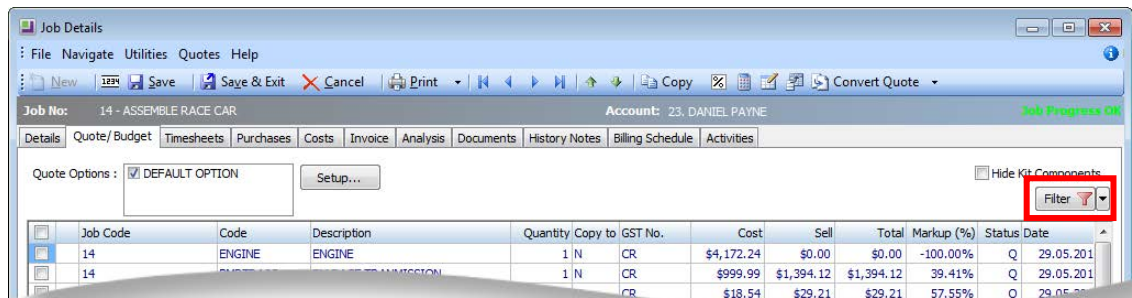 Job Details
File Navigate Utilities Quotes Help
New Save Save & Exit Cancel Print Copy Convert Quote
Job No: 14 - ASSEMBLE RACE CAR Account: 23. DANIEL PAYNE Job Progress OK
Details Quote/Budget Timesheets Purchases Costs Invoice Analysis Documents History Notes Billing Schedule Activities
Quote Options : DEFAULT OPTION Setup... Hide Kit Components
Filter
Job Code Code Description Quantity Copy to GST No. Cost Sell Total Markup (%) Status Date
14 ENGINE ENGINE 1 N CR $4,172.24 $0.00 $0.00 -100.00% Q 29.05.201
14 1 N CR $999.99 $1,394.12 $1,394.12 39.41% Q 29.05.201
CR $18.54 $29.21 $29.21 57.55% Q